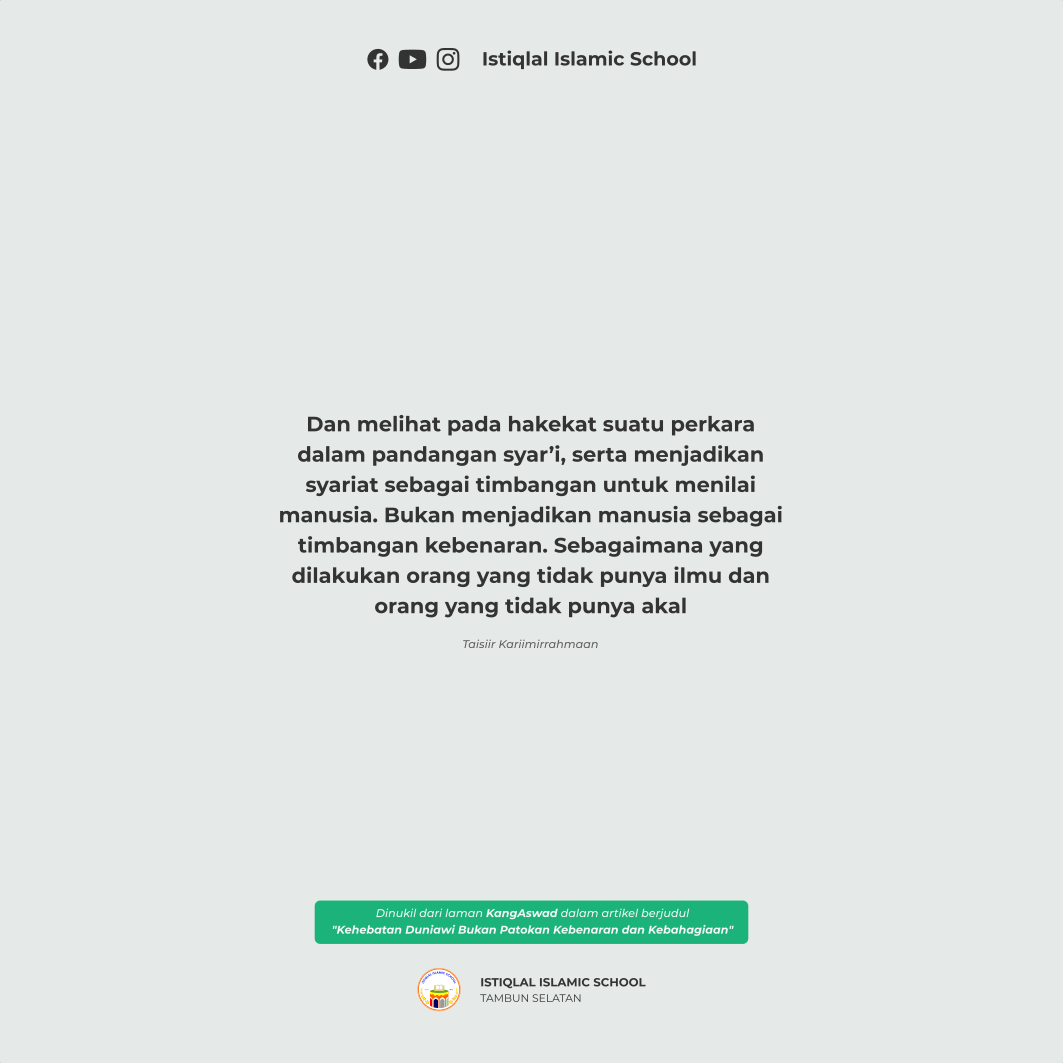 Istiqlal Islamic School
Dan melihat pada hakekat suatu perkara
dalam pandangan syar’i, serta menjadikan
syariat sebagai timbangan untuk menilai
manusia. Bukan menjadikan manusia sebagai
timbangan kebenaran. Sebagaimana yang
dilakukan orang yang tidak punya ilmu dan
orang yang tidak punya akal
Taisiir Kariimirrahmaan
Dinukil dari laman KangAswad dalam artikel berjudul
"Kehebatan Duniawi Bukan Patokan Kebenaran dan Kebahagiaan"
ISTIQLAL ISLAMIC SCHOOL
TAMBUN SELATAN